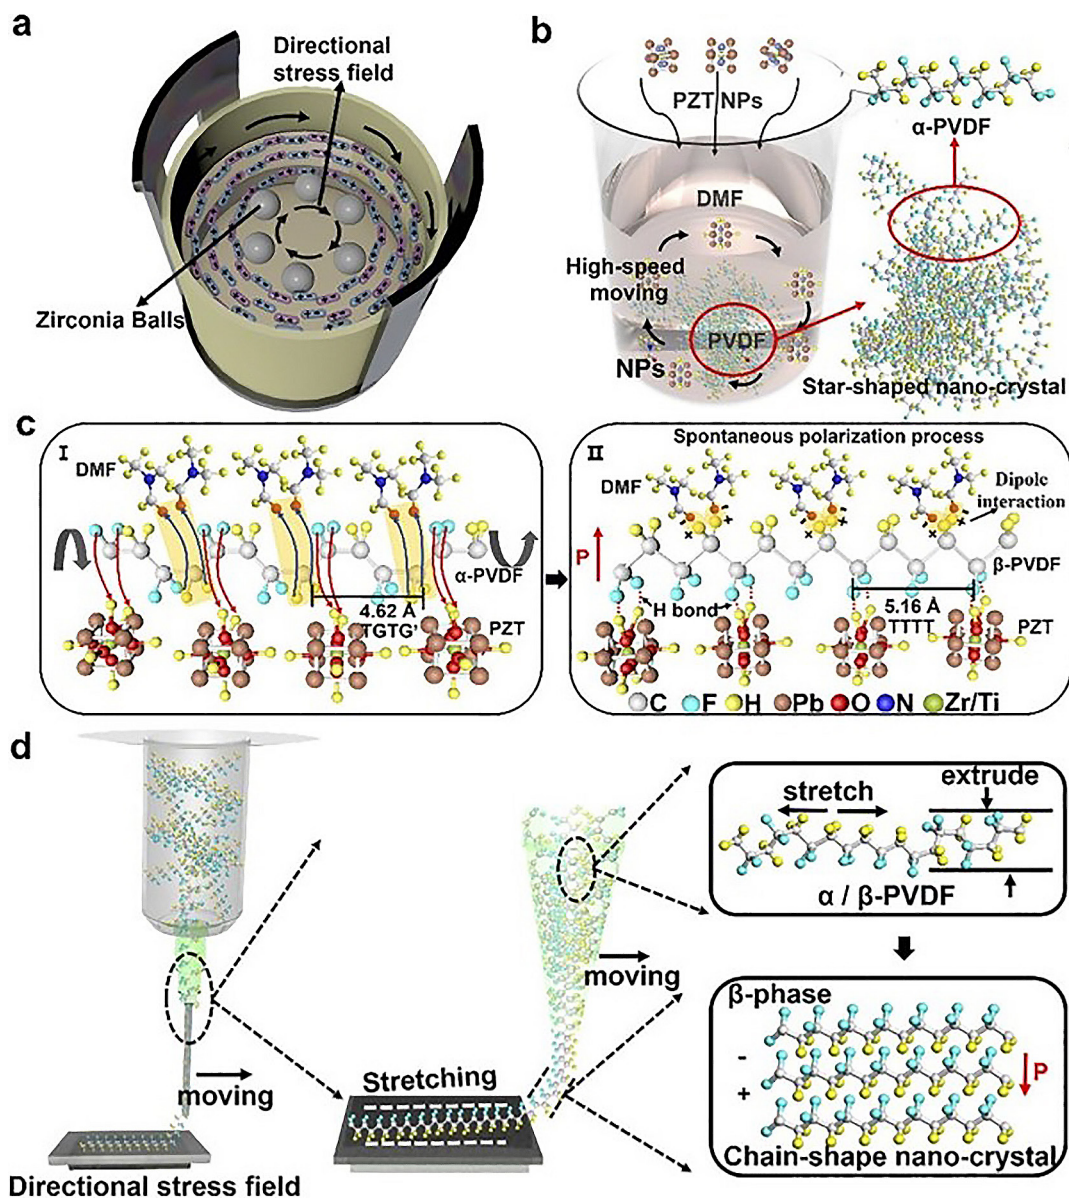 a
Directional
stress field
Zirconia Balls
b
PZT NPs
α-PVDF
DMF
High-speed
moving
PVDF
NPs
Star-shaped nano-crystal
c
I
DMF
α-PVDF
4.62 Å
TGTG'
PZT
II
Spontaneous polarization process
DMF
Dipole
interaction
P
β-PVDF
H bond
5.16 Å
TTTT
PZT
C F H Pb O N Zr/Ti
d
moving
Directional stress field
Stretching
moving
stretch
extrude
α / β-PVDF
β-phase
-
+
P
Chain-shape nano-crystal